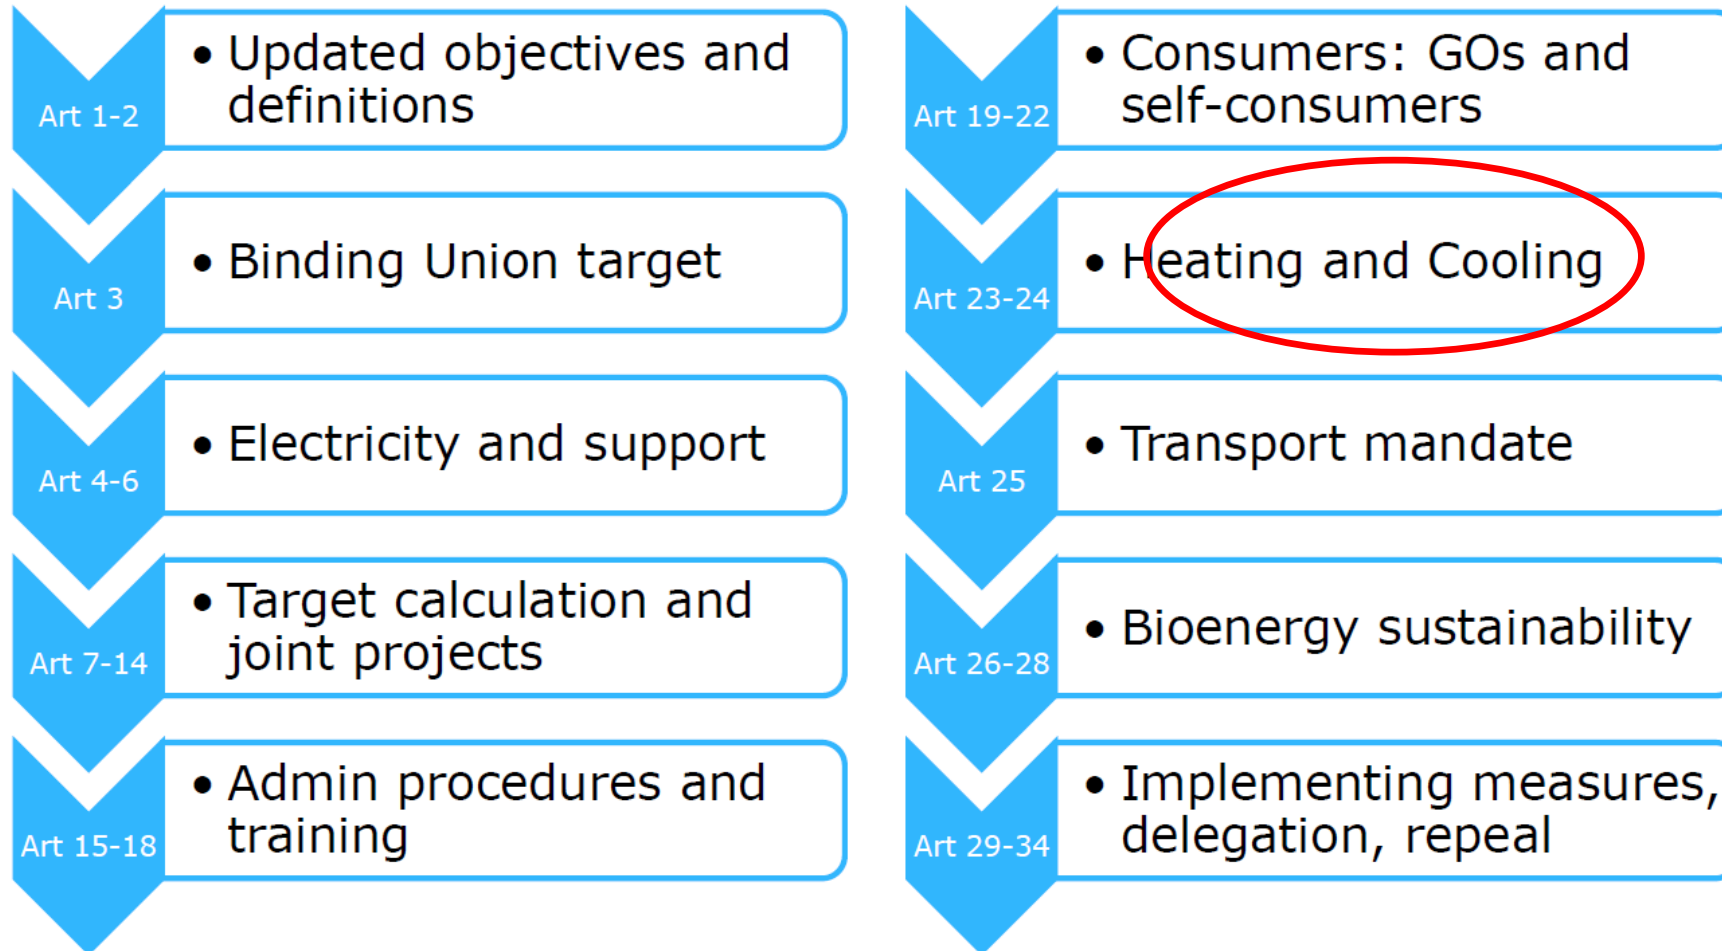 Art 1-2
• Updated objectives and
definitions
Art 3
• Binding Union target
Art 4-6
• Electricity and support
Art 7-14
• Target calculation and
joint projects
Art 15-18
• Admin procedures and
training
Art 19-22
• Consumers: GOs and
self-consumers
Art 23-24
• Heating and Cooling
Art 25
• Transport mandate
Art 26-28
• Bioenergy sustainability
Art 29-34
• Implementing measures,
delegation, repeal